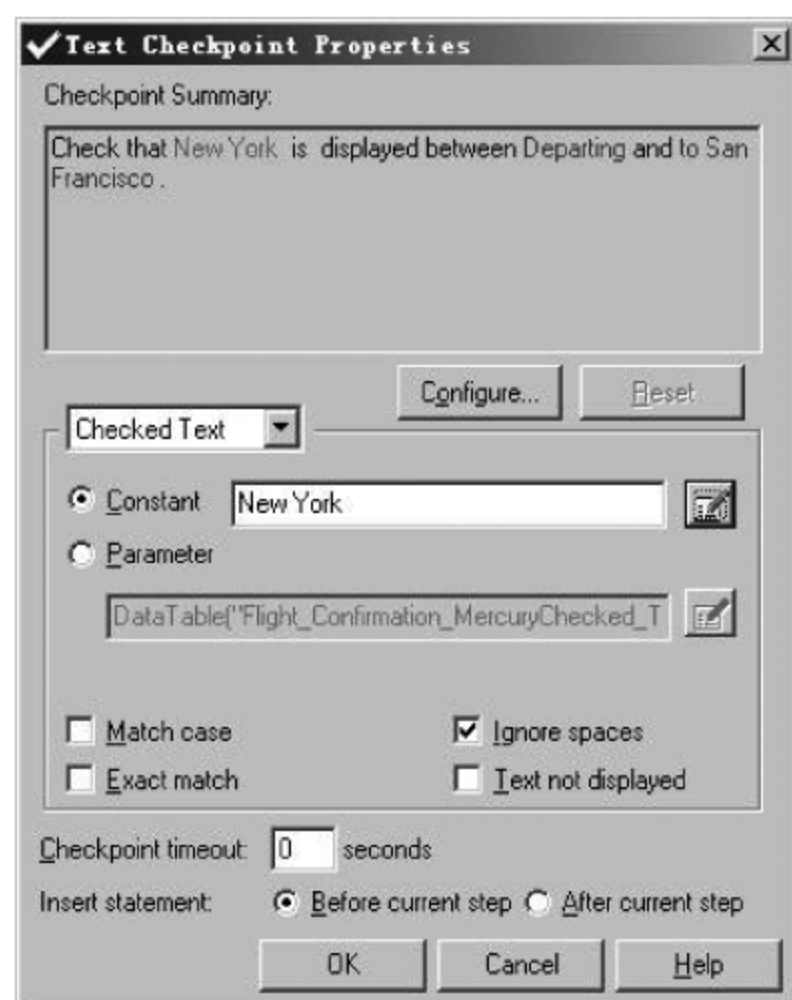 Text Checkpoint Properties
Checkpoint Summary:
Check that New York is displayed between Departing and to San
Francisco .
Configure... Reset
Checked Text
Constant New York
Parameter
DataTable("Flight_Confirmation_MercuryChecked_T
Match case Ignore spaces
Exact match Text not displayed
Checkpoint timeout: 0 seconds
Insert statement: Before current step After current step
OK Cancel Help